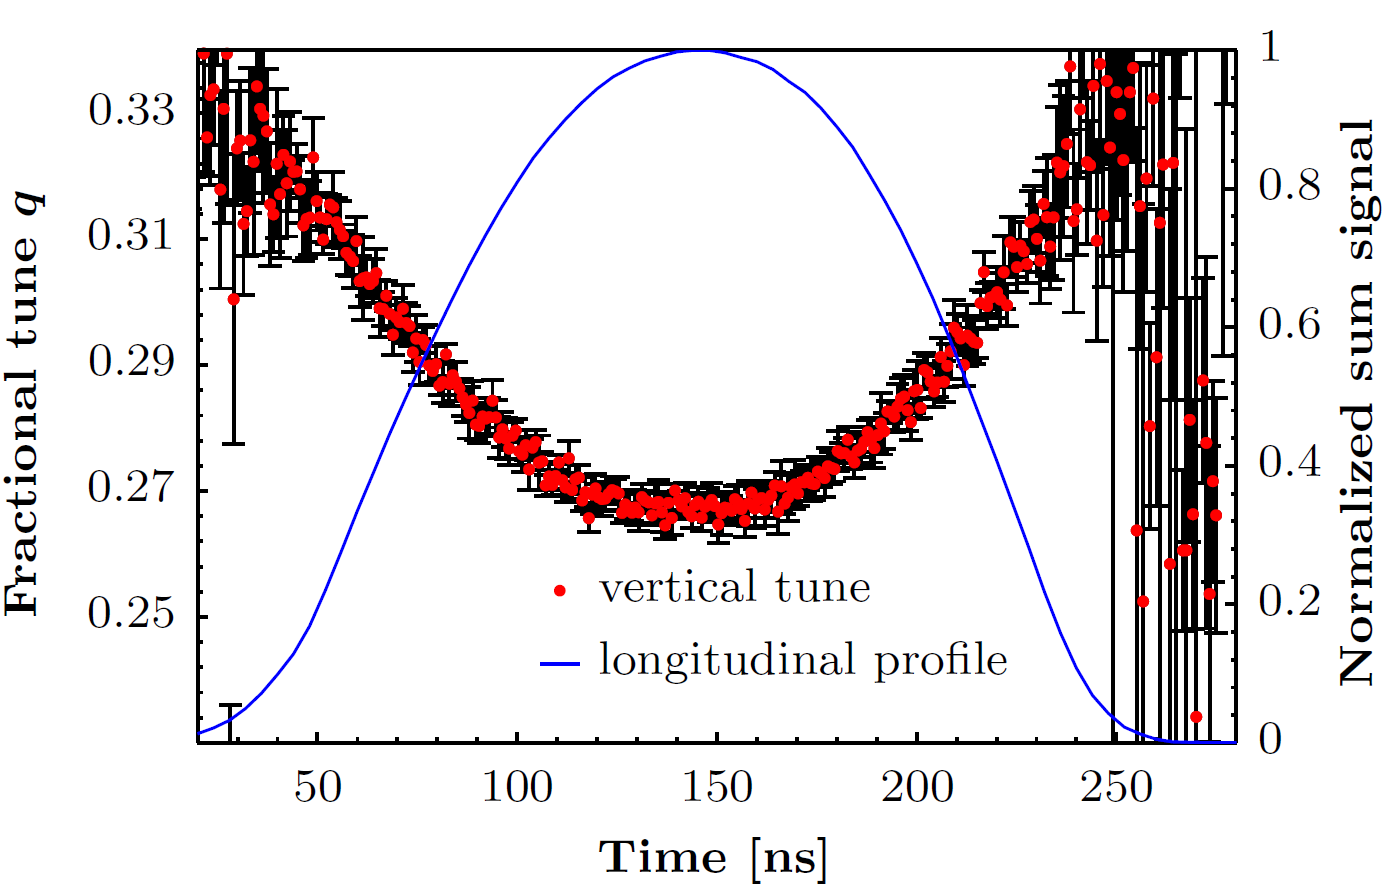 Fractional tune q
0.33
0.31
0.29
0.27
0.25
1
0.8
0.6
0.4
0.2
0
Normalized sum signal
vertical tune
longitudinal profile
50 100 150 200 250
Time [ns]